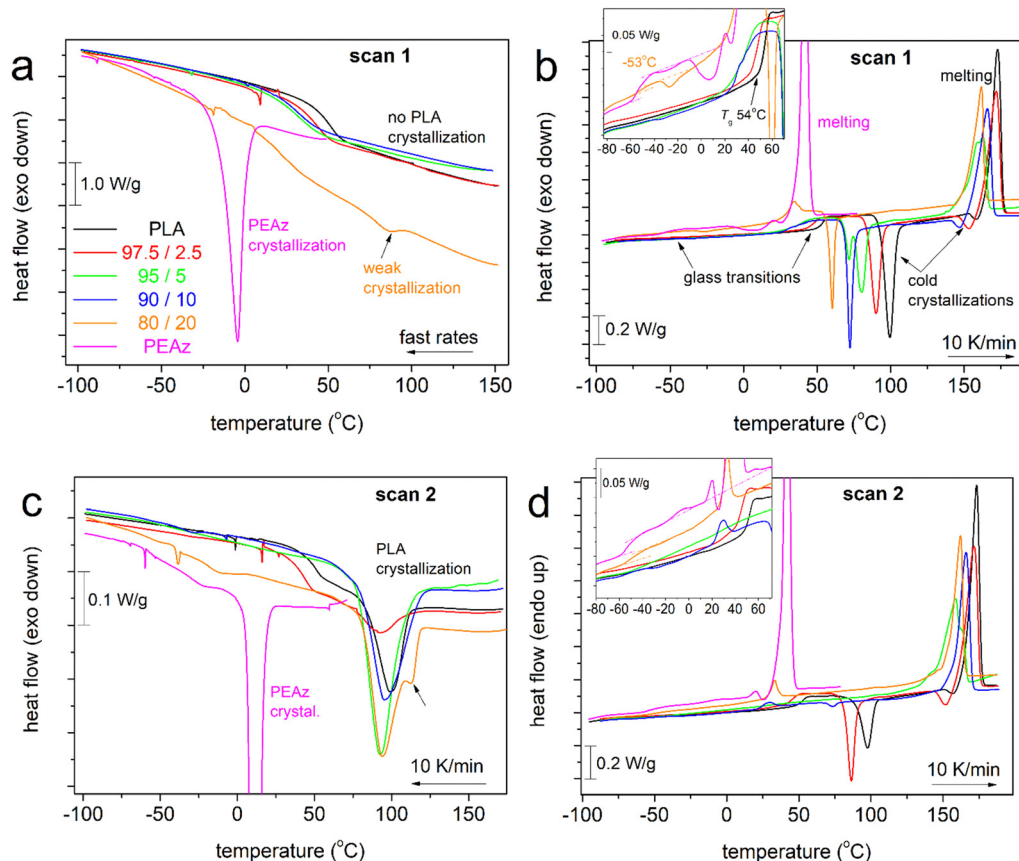 a
scan 1
no PLA
crystallization
1.0 W/g
PLA
97.5 / 2.5
95 / 5
90 / 10
80 / 20
PEAz
PEAz
crystallization
weak
crystallization
fast rates
heat flow (exo down)
-100 -50 0 50 100 150
temperature (°C)
b
scan 1
0.05 W/g
-53°C
Tg 54°C
-80 -60 -40 -20 0 20 40 60
melting
melting
glass transitions
cold
crystallizations
0.2 W/g
10 K/min
heat flow (exo down)
-100 -50 0 50 100 150
temperature (°C)
c
scan 2
PLA
crystallization
0.1 W/g
PEAz
crystal.
10 K/min
heat flow (exo down)
-100 -50 0 50 100 150
temperature (°C)
d
scan 2
0.05 W/g
-80 -60 -40 -20 0 20 40 60
0.2 W/g
10 K/min
heat flow (endo up)
-100 -50 0 50 100 150 200
temperature (°C)